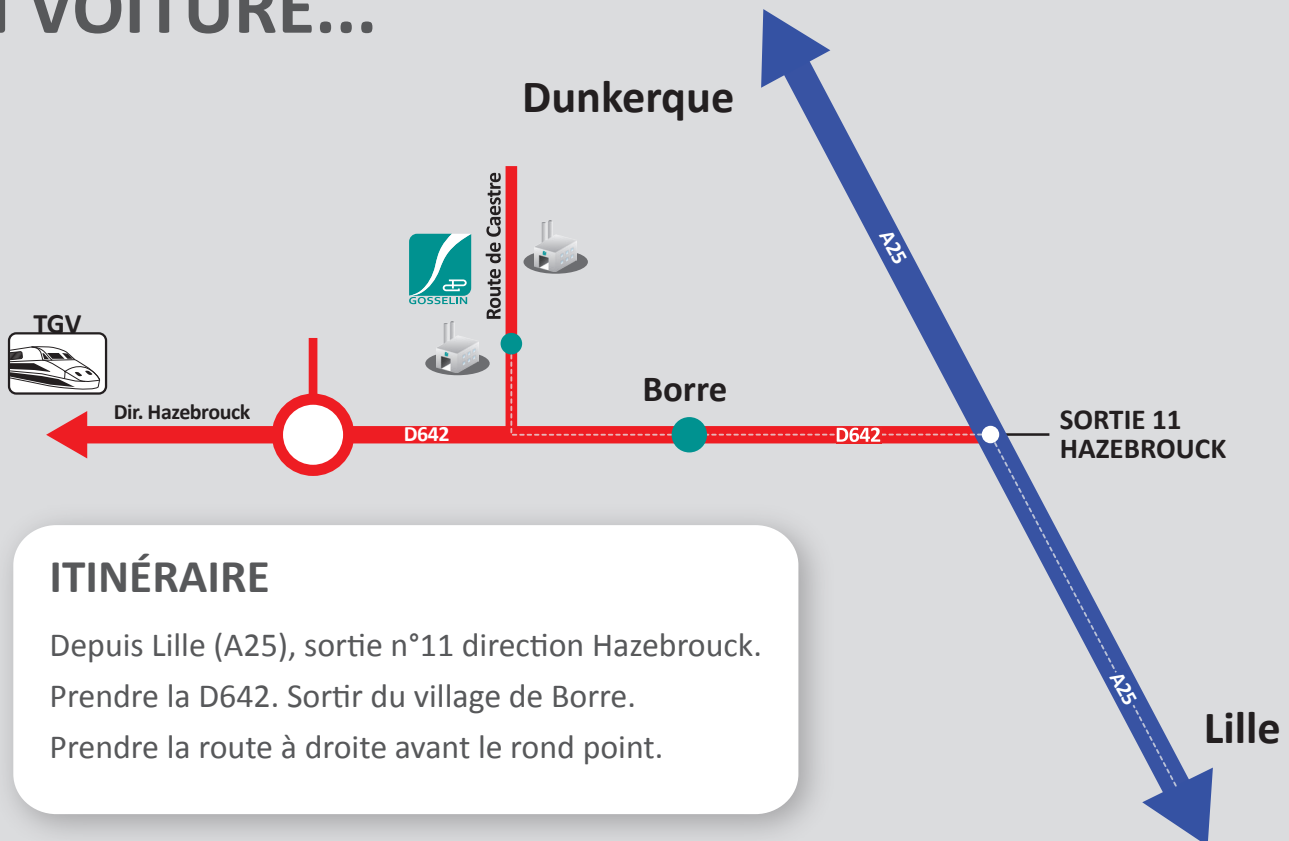 VOITURE...
Dunkerque
A25
Route de Caestre
GOSSELIN
TGV
Dir. Hazebrouck
D642
Borre
D642
SORTIE 11
HAZEBROUCK
A25
Lille
ITINÉRAIRE
Depuis Lille (A25), sortie n°11 direction Hazebrouck.
Prendre la D642. Sortir du village de Borre.
Prendre la route à droite avant le rond point.